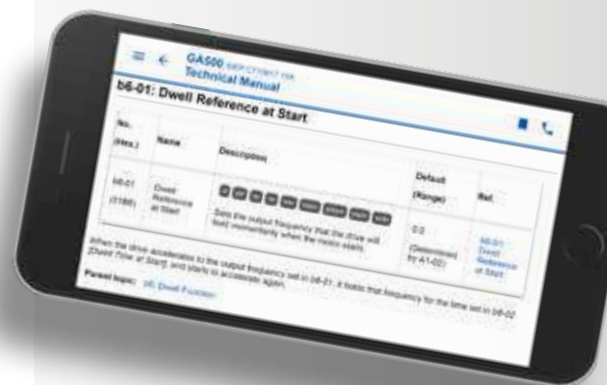 GA500
Technical Manual
b6-01: Dwell Reference at Start
No.
(Hex.)
Name
Description
Default
(Range)
Ref.
b6-01
Dwell
Reference
at Start
Sets the output frequency that the drive will
hold momentarily when the motor starts.
0.0
(Determined
by A1-02)
b6-01:
Dwell
Reference
at Start
When the drive accelerates to the output frequency set in b6-01, it holds that frequency for the time set in b6-02
[Dwell Time at Start], and starts to accelerate again.
Parent topic: b6: Dwell Function